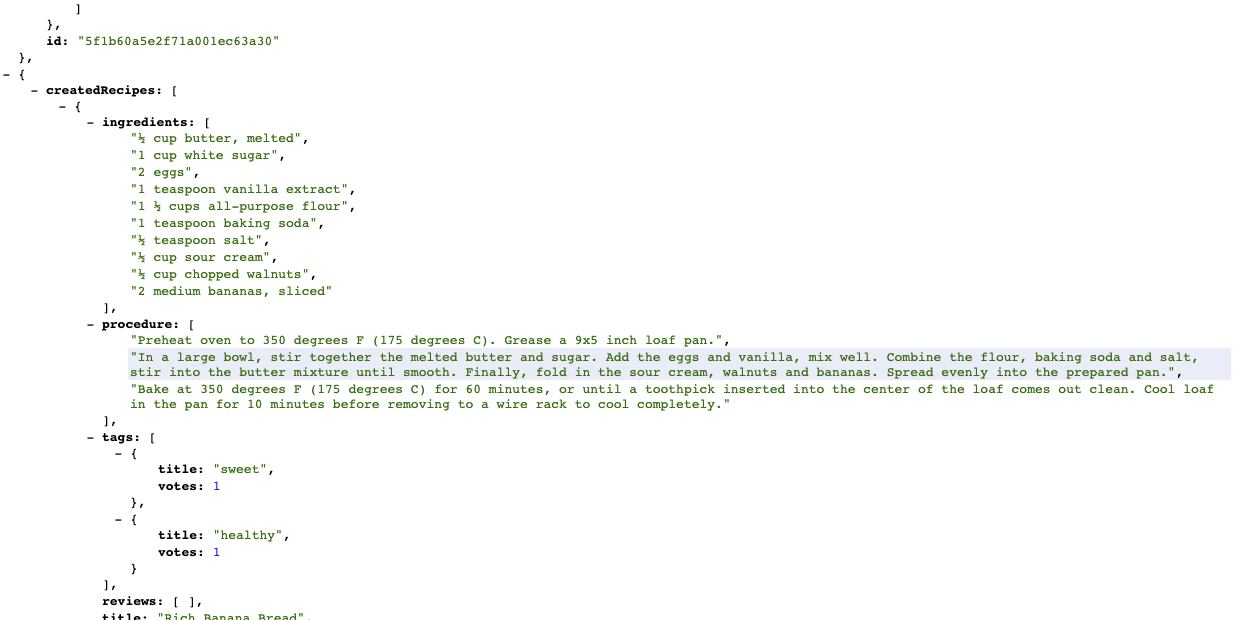 ]
},
id: "5f1b60a5e2f71a001ec63a30"
},
- {
- createdRecipes: [
- {
- ingredients: [
"½ cup butter, melted",
"1 cup white sugar",
"2 eggs",
"1 teaspoon vanilla extract",
"1 ½ cups all-purpose flour",
"1 teaspoon baking soda",
"½ teaspoon salt",
"½ cup sour cream",
"½ cup chopped walnuts",
"2 medium bananas, sliced"
],
- procedure: [
"Preheat oven to 350 degrees F (175 degrees C). Grease a 9x5 inch loaf pan.",
"In a large bowl, stir together the melted butter and sugar. Add the eggs and vanilla, mix well. Combine the flour, baking soda and salt,
stir into the butter mixture until smooth. Finally, fold in the sour cream, walnuts and bananas. Spread evenly into the prepared pan.",
"Bake at 350 degrees F (175 degrees C) for 60 minutes, or until a toothpick inserted into the center of the loaf comes out clean. Cool loaf
in the pan for 10 minutes before removing to a wire rack to cool completely."
],
- tags: [
- {
title: "sweet",
votes: 1
},
- {
title: "healthy",
votes: 1
}
],
reviews: [ ],
title: "Rich Banana Bread",